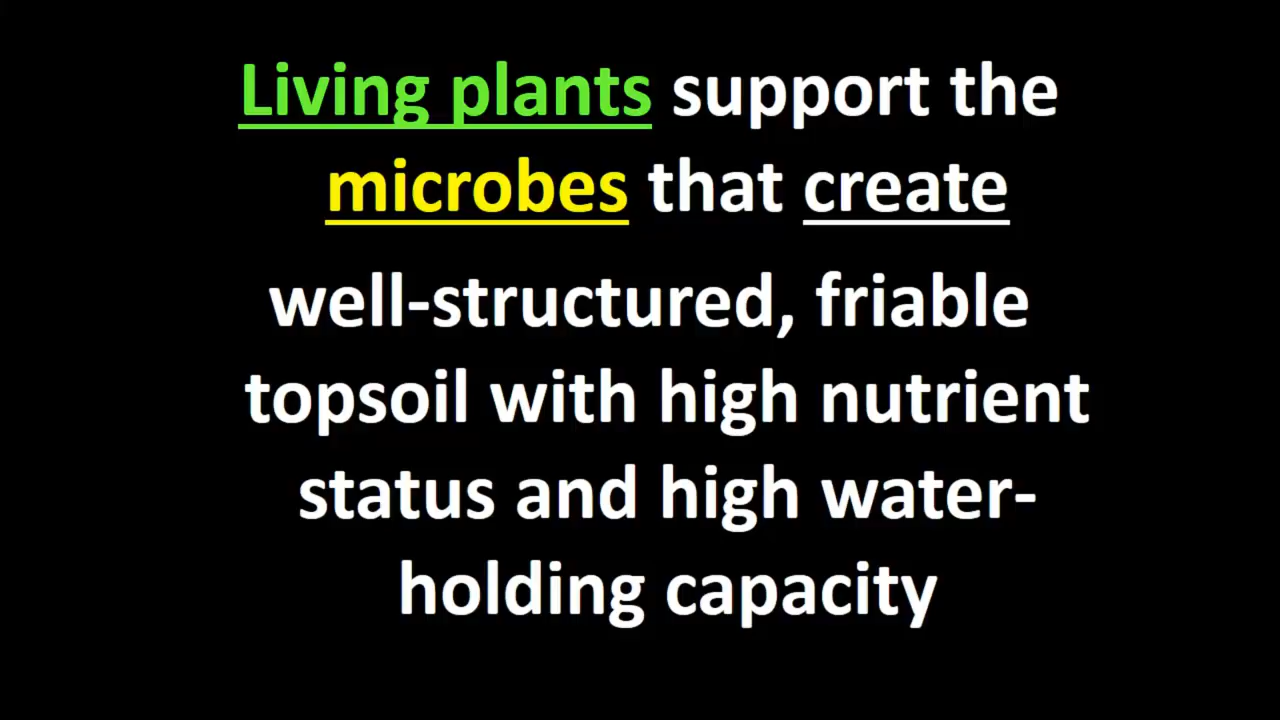 Living plants support the
microbes that create
well-structured, friable
topsoil with high nutrient
status and high water-
holding capacity